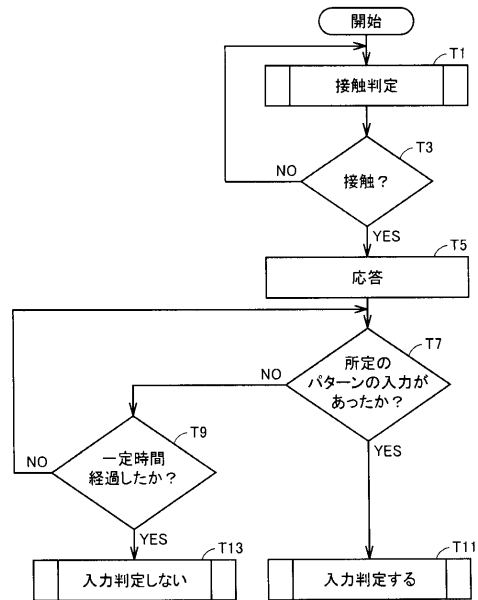 開始
T1
接触判定
T3
接触?
NO
YES
T5
応答
T7
所定の
パターンの入力が
あったか?
NO
YES
T9
一定時間
経過したか?
NO
YES
T13
入力判定しない
T11
入力判定する